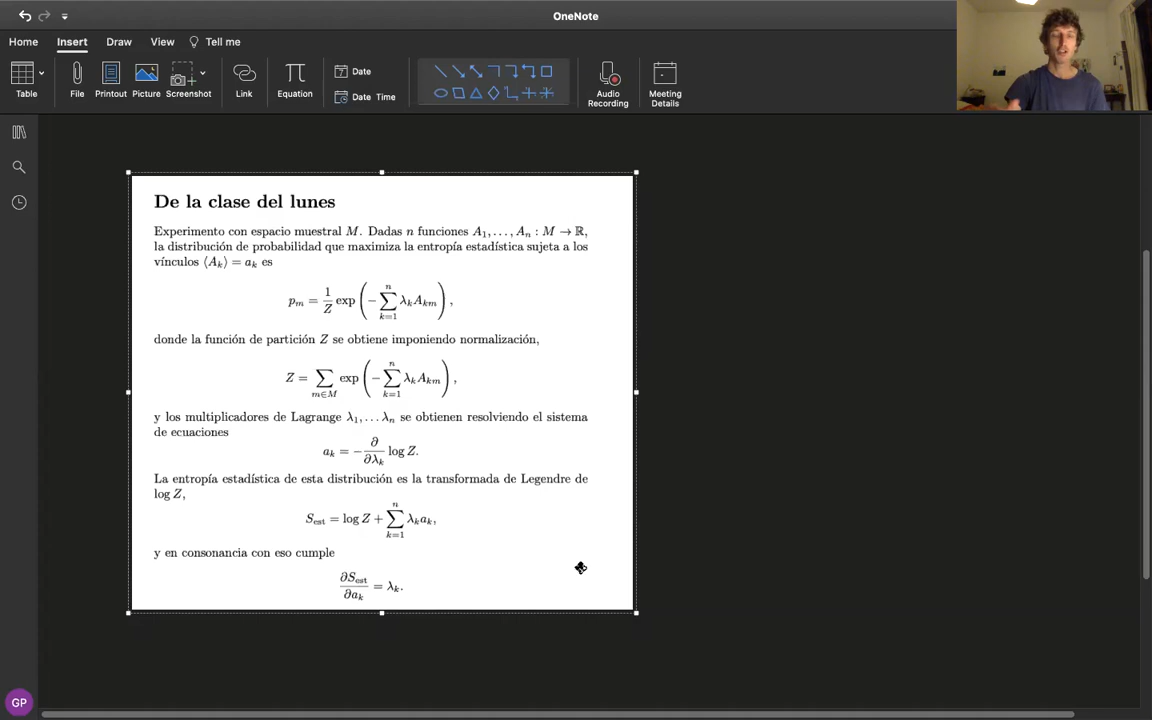 OneNote
Home Insert Draw View Tell me
Table File Printout Picture Screenshot Link Equation Date Date Time Audio Recording Meeting Details
De la clase del lunes
Experimento con espacio muestral M. Dadas n funciones A₁, . . . , Aₙ : M → ℝ,
la distribución de probabilidad que maximiza la entropía estadística sujeta a los
vínculos ⟨Aₖ⟩ = aₖ es
pₘ = 1/Z exp(−∑ₖ₌₁ⁿ λₖAₖₘ),
donde la función de partición Z se obtiene imponiendo normalización,
Z = ∑_{m∈M} exp(−∑ₖ₌₁ⁿ λₖAₖₘ),
y los multiplicadores de Lagrange λ₁, . . . λₙ se obtienen resolviendo el sistema
de ecuaciones
aₖ = −∂/∂λₖ log Z.
La entropía estadística de esta distribución es la transformada de Legendre de
log Z,
S_est = log Z + ∑ₖ₌₁ⁿ λₖaₖ,
y en consonancia con eso cumple
∂S_est/∂aₖ = λₖ.
GP